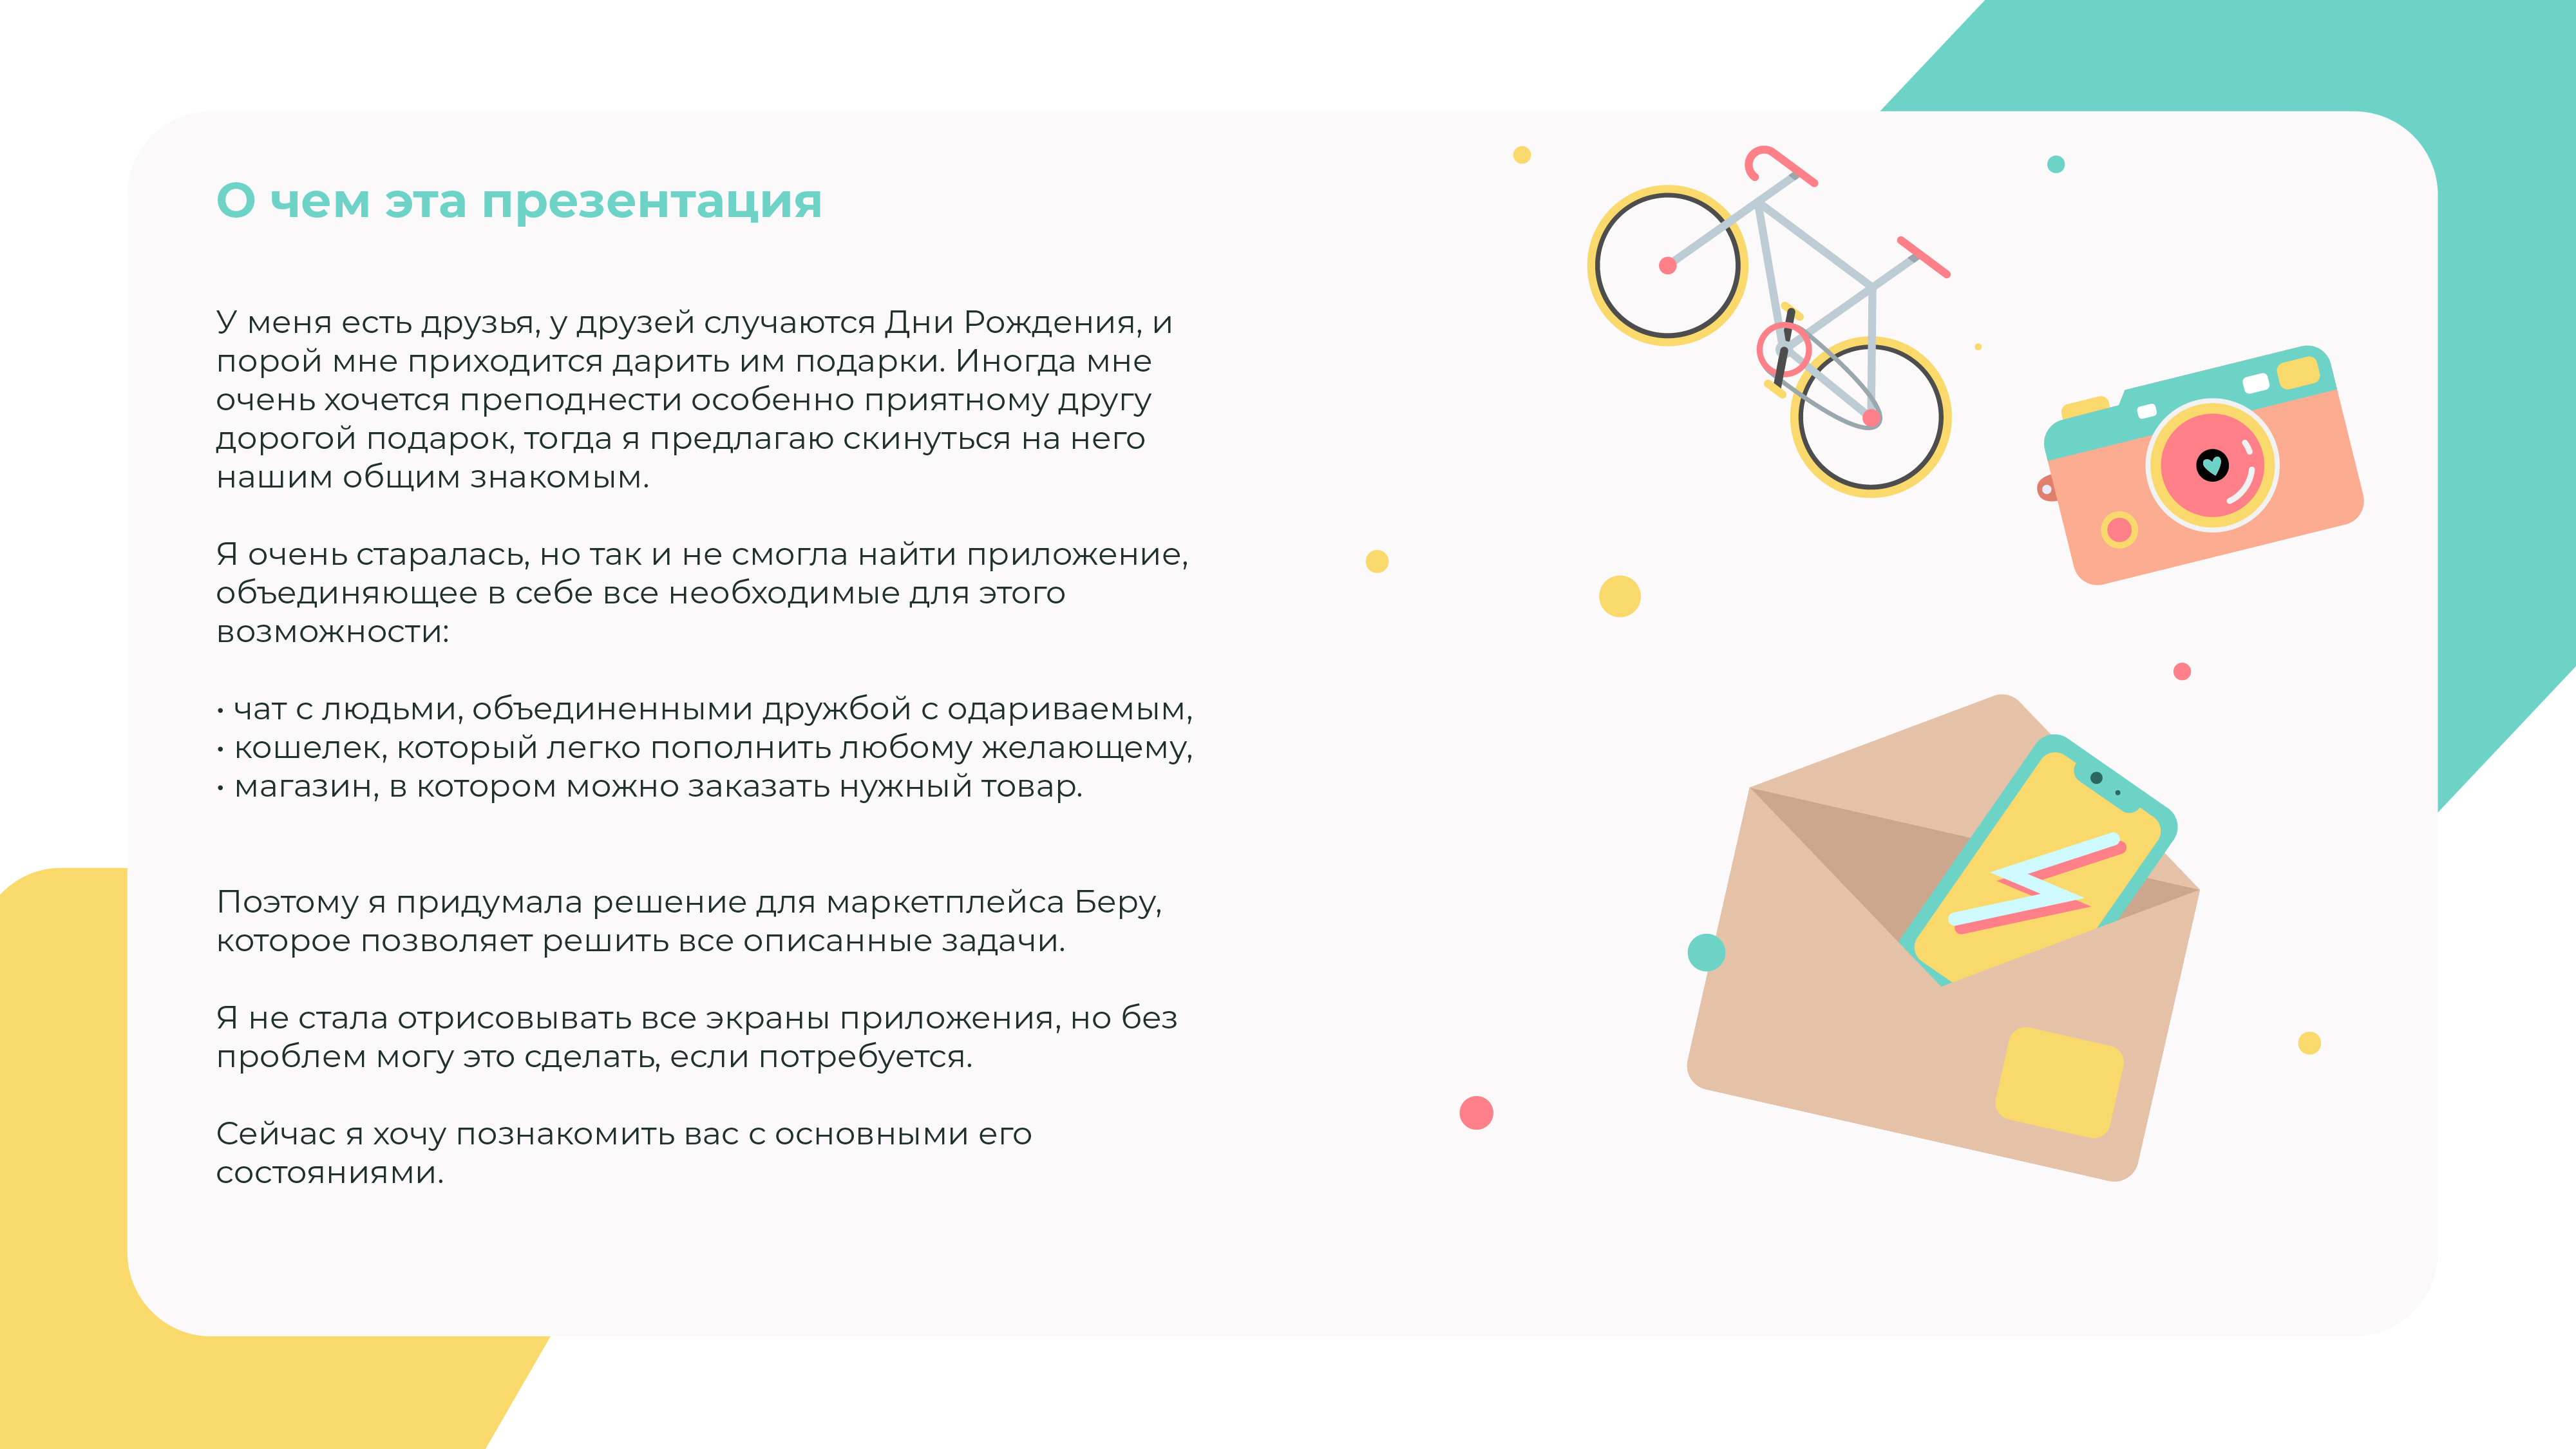 О чем эта презентация
У меня есть друзья, у друзей случаются Дни Рождения, и
порой мне приходится дарить им подарки. Иногда мне
очень хочется преподнести особенно приятному другу
дорогой подарок, тогда я предлагаю скинуться на него
нашим общим знакомым.
Я очень старалась, но так и не смогла найти приложение,
объединяющее в себе все необходимые для этого
возможности:
• чат с людьми, объединенными дружбой с одариваемым,
• кошелек, который легко пополнить любому желающему,
• магазин, в котором можно заказать нужный товар.
Поэтому я придумала решение для маркетплейса Беру,
которое позволяет решить все описанные задачи.
Я не стала отрисовывать все экраны приложения, но без
проблем могу это сделать, если потребуется.
Сейчас я хочу познакомить вас с основными его
состояниями.